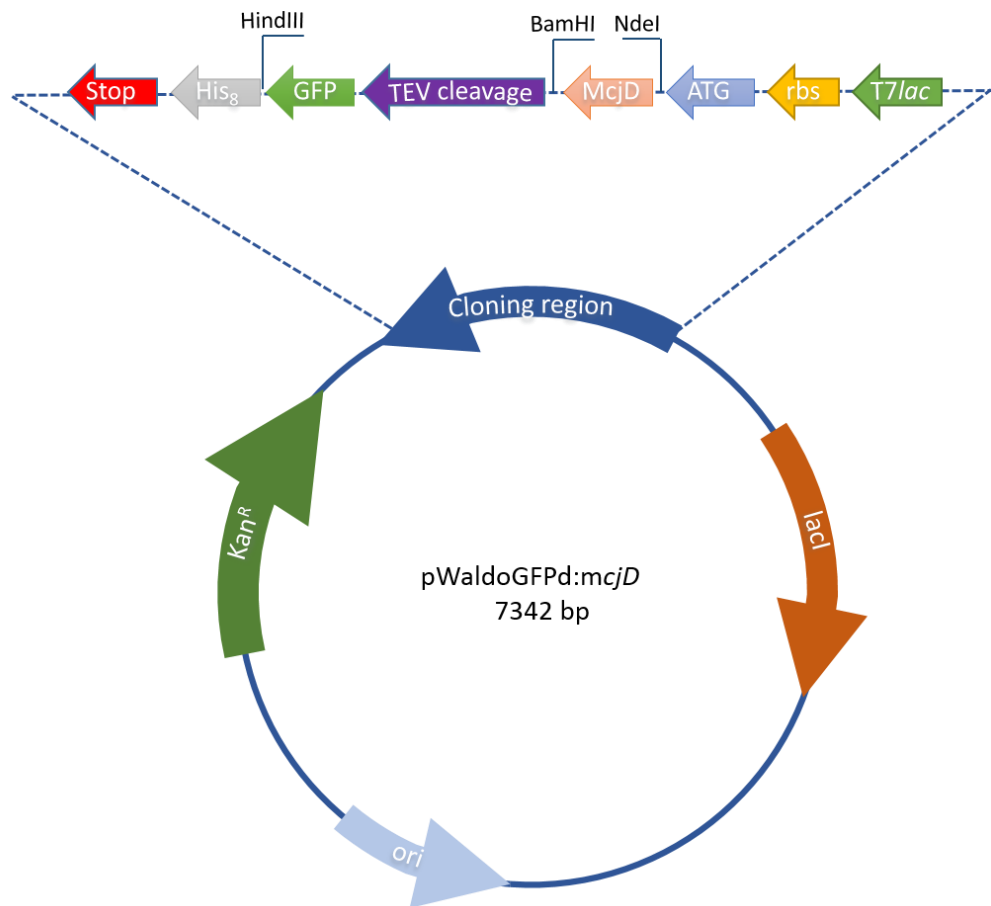 HindIII
BamHI NdeI
Stop His₈ GFP TEV cleavage McjD ATG rbs T7lac
Cloning region
lacI
Kanᴿ
pWaldoGFPd:mcjD
7342 bp
ori